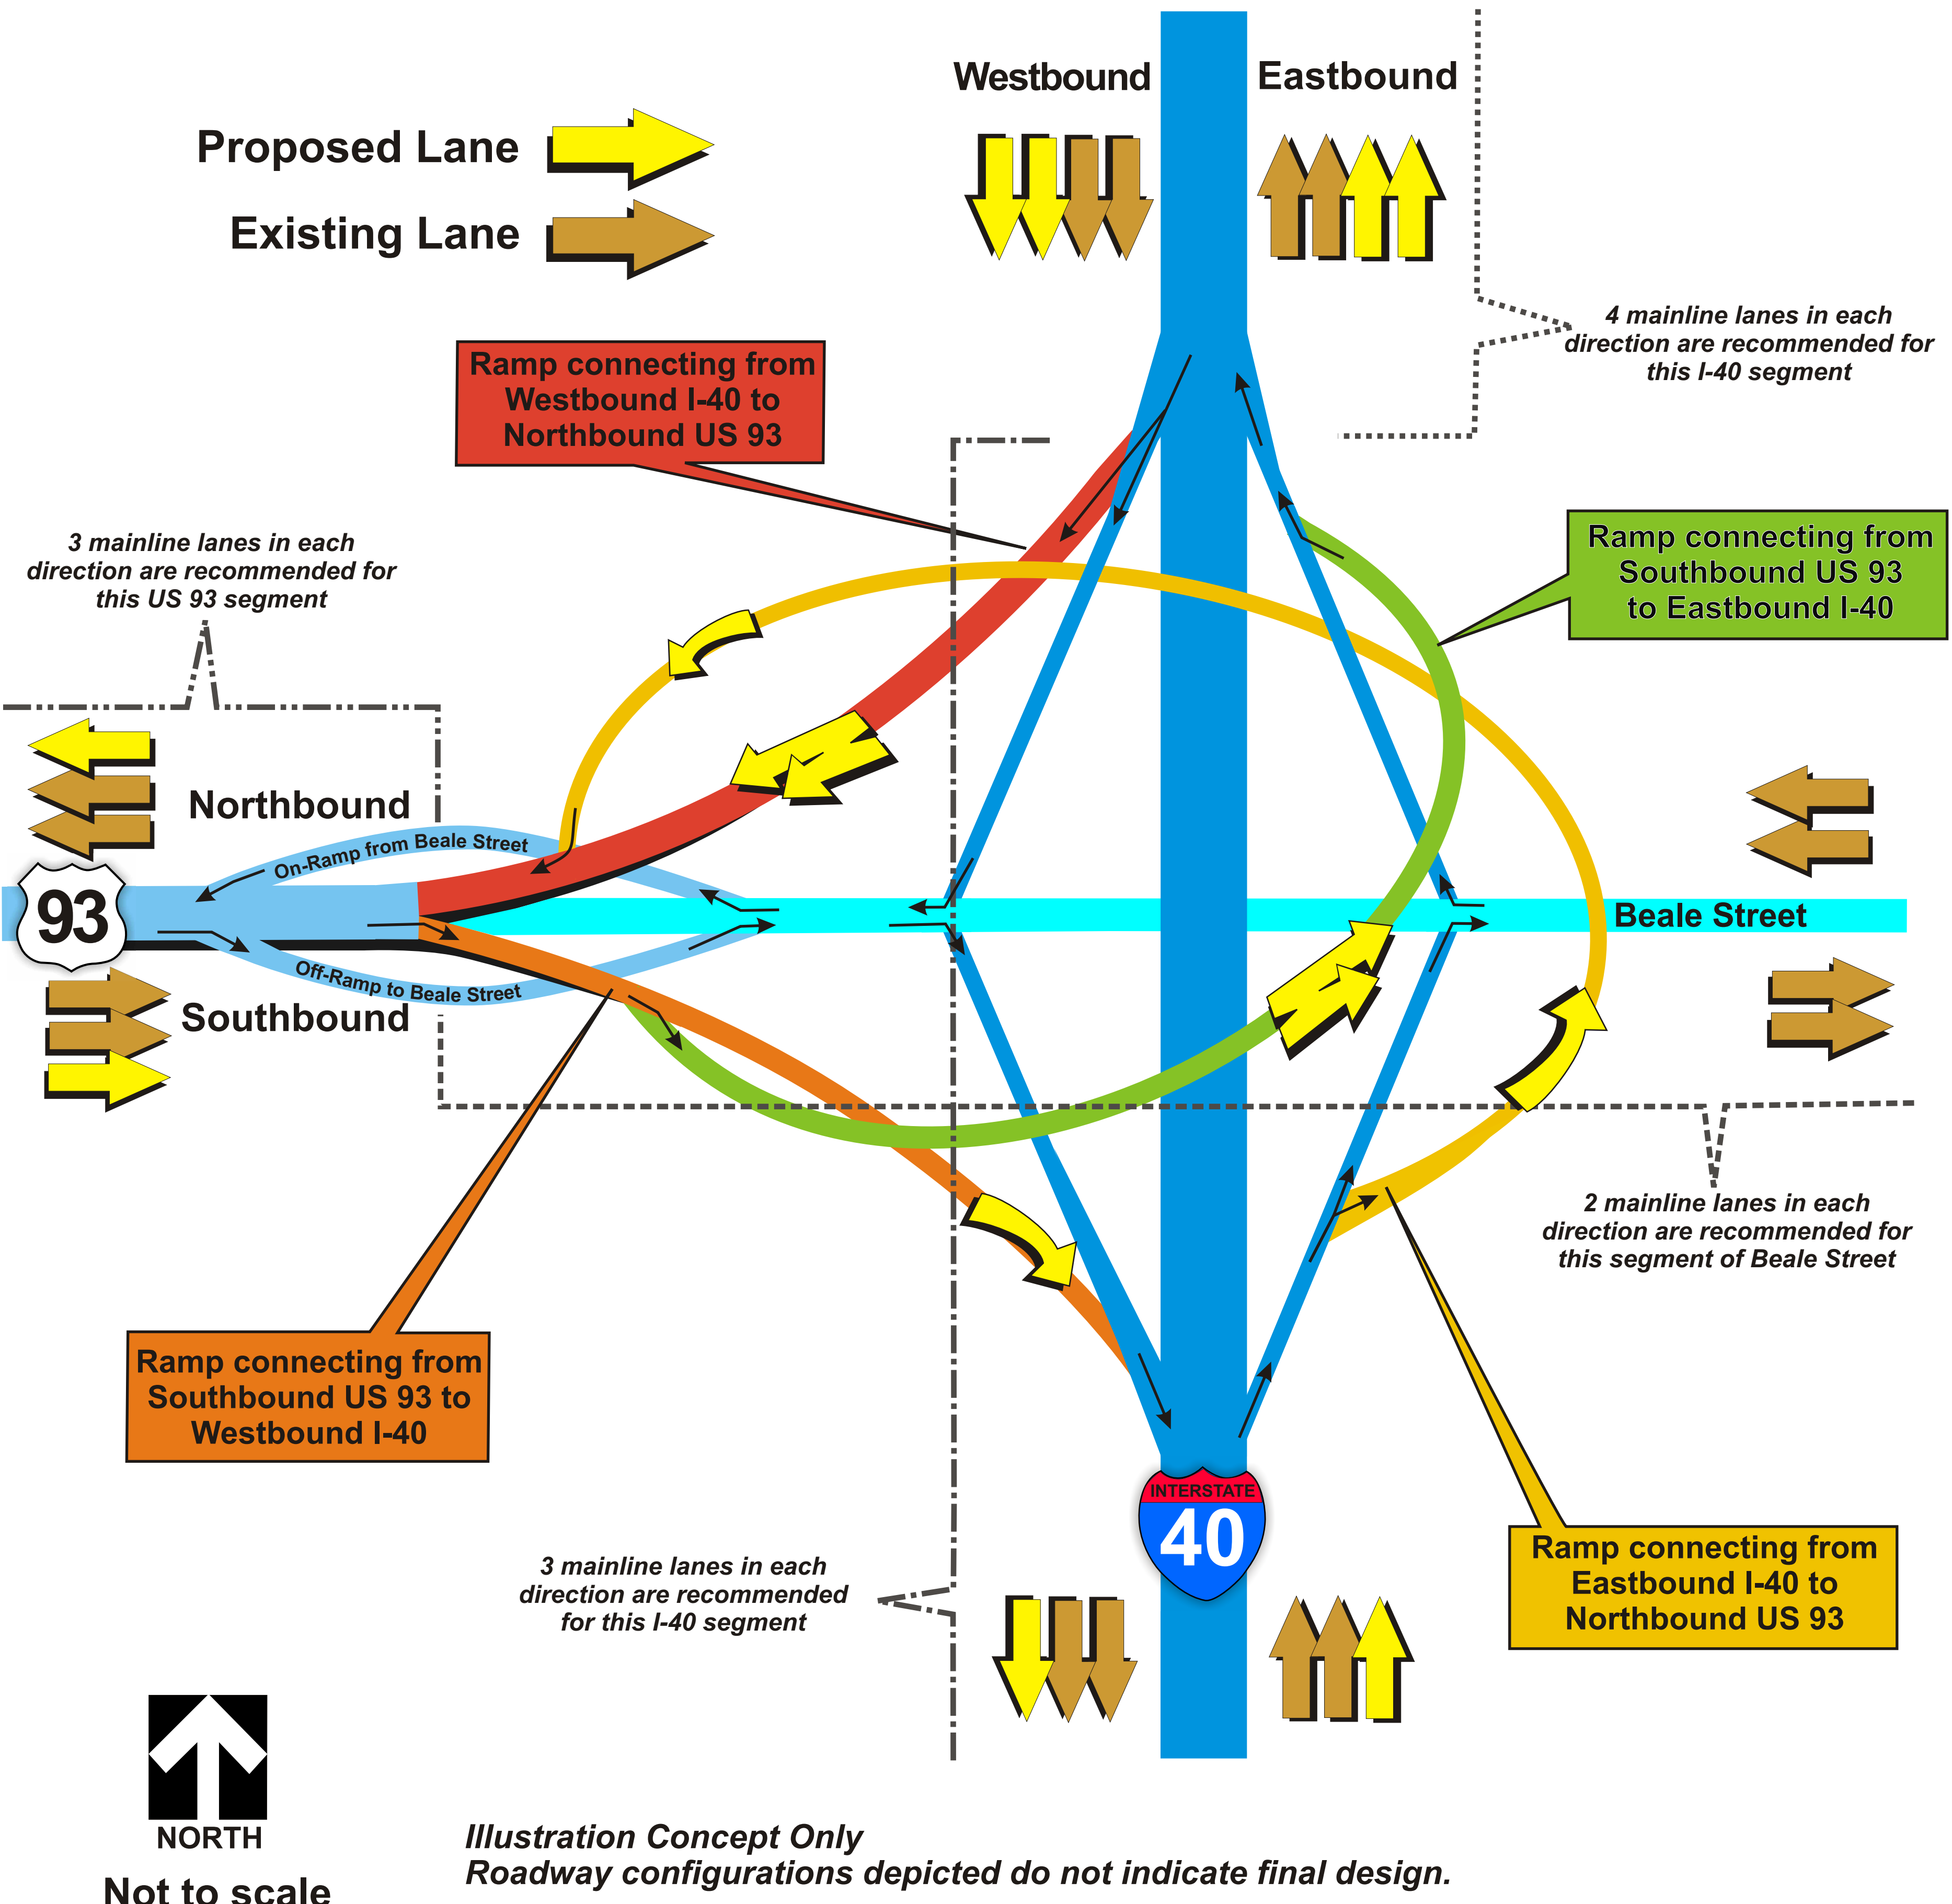 Westbound
Eastbound
Proposed Lane
Existing Lane
4 mainline lanes in each
direction are recommended for
this I-40 segment
Ramp connecting from
Westbound I-40 to
Northbound US 93
Ramp connecting from
Southbound US 93
to Eastbound I-40
3 mainline lanes in each
direction are recommended for
this US 93 segment
Northbound
On-Ramp from Beale Street
93
Beale Street
Off-Ramp to Beale Street
Southbound
2 mainline lanes in each
direction are recommended for
this segment of Beale Street
Ramp connecting from
Southbound US 93 to
Westbound I-40
INTERSTATE
40
Ramp connecting from
Eastbound I-40 to
Northbound US 93
3 mainline lanes in each
direction are recommended
for this I-40 segment
NORTH
Not to scale
Illustration Concept Only
Roadway configurations depicted do not indicate final design.